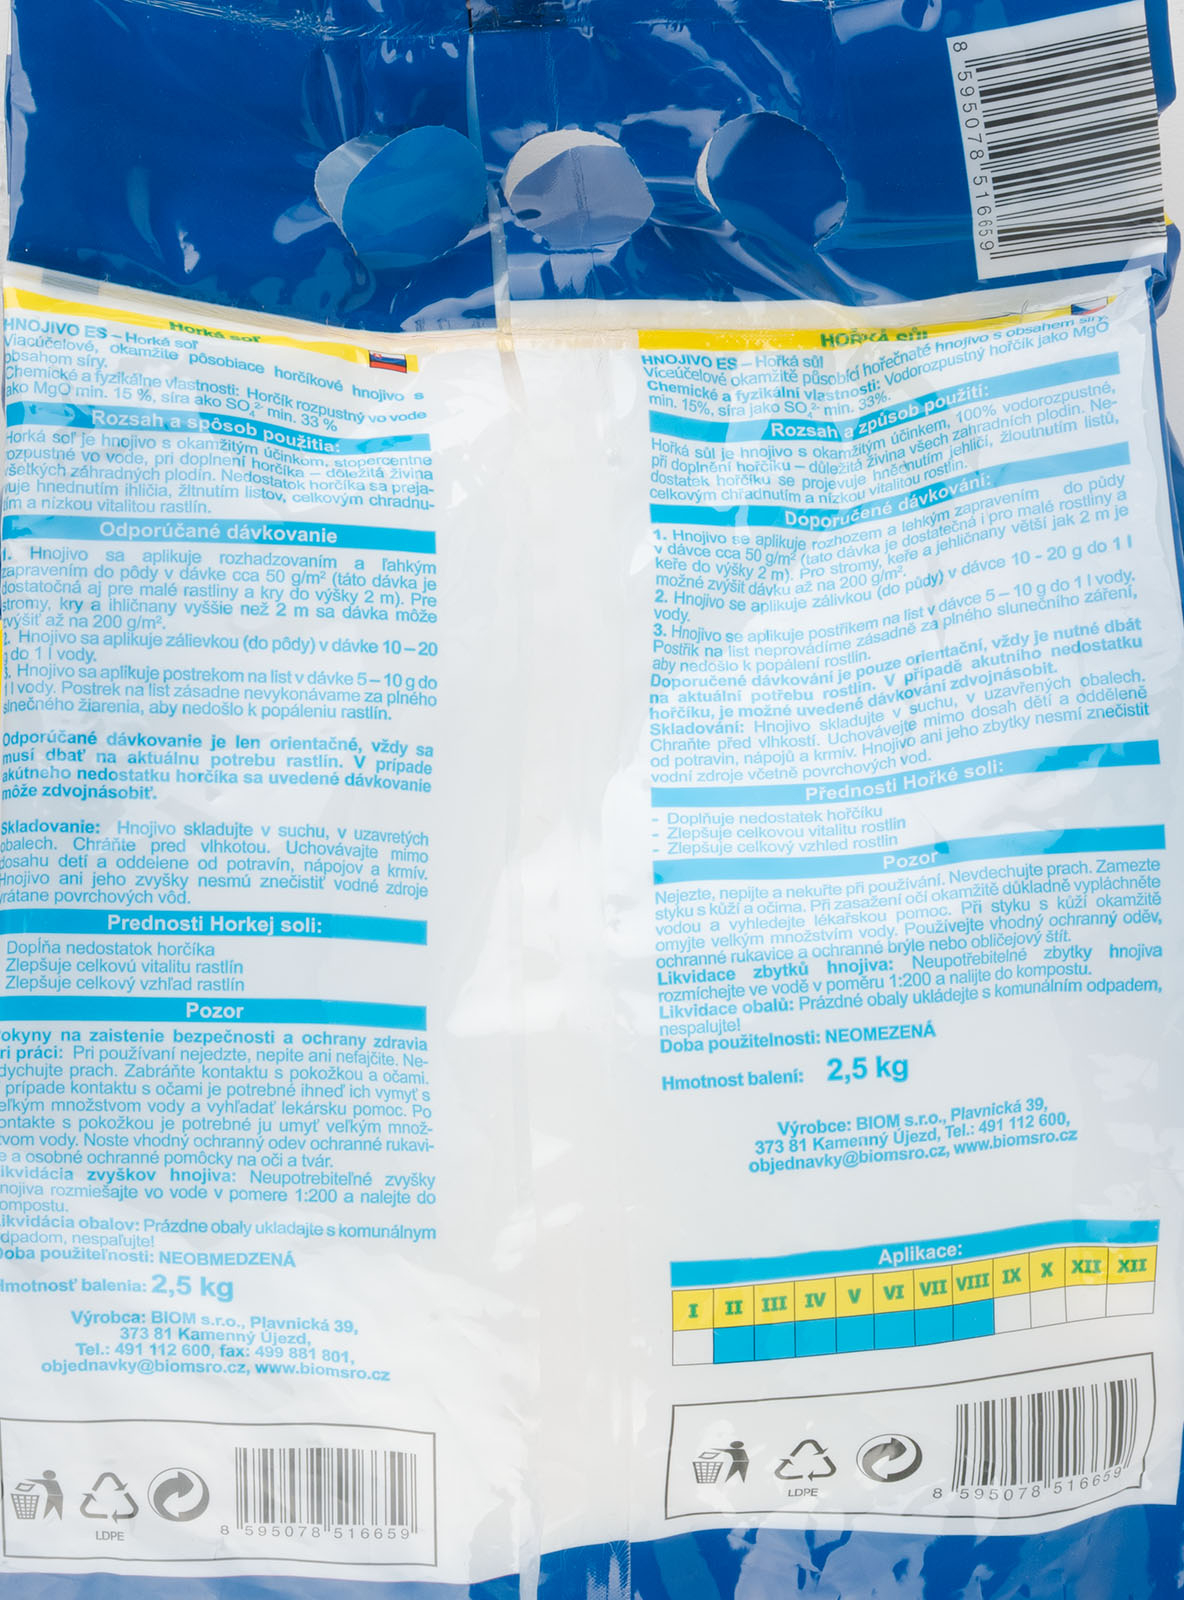 8 595078 516659
Horká soľ
HNOJIVO ES – Horká soľ
Viacúčelové, okamžite pôsobiace horčíkové hnojivo s
obsahom síry.
Chemické a fyzikálne vlastnosti: Horčík rozpustný vo vode
ako MgO min. 15 %, síra ako SO₄²⁻ min. 33 %
Rozsah a spôsob použitia:
Horká soľ je hnojivo s okamžitým účinkom, stopercentne
ozpustné vo vode, pri doplnení horčíka – dôležitá živina
všetkých záhradných plodín. Nedostatok horčíka sa preja-
uje hnednutím ihličia, žltnutím listov, celkovým chradnu-
ím a nízkou vitalitou rastlín.
Odporúčané dávkovanie
1. Hnojivo sa aplikuje rozhadzovaním a ľahkým
zapravením do pôdy v dávke cca 50 g/m² (táto dávka je
dostatočná aj pre malé rastliny a kry do výšky 2 m). Pre
stromy, kry a ihličnany vyššie než 2 m sa dávka môže
zvýšiť až na 200 g/m².
2. Hnojivo sa aplikuje zálievkou (do pôdy) v dávke 10 – 20
g do 1 l vody.
3. Hnojivo sa aplikuje postrekom na list v dávke 5 – 10 g do
1 l vody. Postrek na list zásadne nevykonávame za plného
slnečného žiarenia, aby nedošlo k popáleniu rastlín.
Odporúčané dávkovanie je len orientačné, vždy sa
musí dbať na aktuálnu potrebu rastlín. V prípade
akútneho nedostatku horčíka sa uvedené dávkovanie
môže zdvojnásobiť.
Skladovanie: Hnojivo skladujte v suchu, v uzavretých
obalech. Chráňte pred vlhkotou. Uchovávajte mimo
dosahu detí a oddelene od potravín, nápojov a krmív.
Hnojivo ani jeho zvyšky nesmú znečistiť vodné zdroje
vrátane povrchových vôd.
Prednosti Horkej soli:
Dopĺňa nedostatok horčíka
Zlepšuje celkovú vitalitu rastlín
Zlepšuje celkový vzhľad rastlín
Pozor
okyny na zaistenie bezpečnosti a ochrany zdravia
ri práci: Pri používaní nejedzte, nepite ani nefajčite. Ne-
dychujte prach. Zabráňte kontaktu s pokožkou a očami.
prípade kontaktu s očami je potrebné ihneď ich vymyť s
eľkým množstvom vody a vyhľadať lekársku pomoc. Po
ontakte s pokožkou je potrebné ju umyť veľkým množ-
tvom vody. Noste vhodný ochranný odev ochranné rukavi-
e a osobné ochranné pomôcky na oči a tvár.
ikvidácia zvyškov hnojiva: Neupotrebiteľné zvyšky
nojiva rozmiešajte vo vode v pomere 1:200 a nalejte do
ompostu.
ikvidácia obalov: Prázdne obaly ukladajte s komunálnym
dpadom, nespaľujte!
oba použiteľnosti: NEOBMEDZENÁ
Hmotnosť balenia: 2,5 kg
Výrobca: BIOM s.r.o., Plavnická 39,
373 81 Kamenný Újezd,
Tel.: 491 112 600, fax: 499 881 801,
objednavky@biomsro.cz, www.biomsro.cz
LDPE
8 595078 516659
HOŘKÁ SŮL
HNOJIVO ES – Hořká sůl
Víceúčelové okamžitě působící hořečnaté hnojivo s obsahem síry.
Chemické a fyzikální vlastnosti: Vodorozpustný hořčík jako MgO
min. 15%, síra jako SO₄²⁻ min. 33%.
Rozsah a způsob použití:
Hořká sůl je hnojivo s okamžitým účinkem, 100% vodorozpustné,
při doplnění hořčíku – důležitá živina všech zahradních plodin. Ne-
dostatek hořčíku se projevuje hnědnutím jehličí, žloutnutím listů,
celkovým chřadnutím a nízkou vitalitou rostlin.
Doporučené dávkování:
1. Hnojivo se aplikuje rozhozem a lehkým zapravením do půdy
v dávce cca 50 g/m² (tato dávka je dostatečná i pro malé rostliny a
keře do výšky 2 m). Pro stromy, keře a jehličnany větší jak 2 m je
možné zvýšit dávku až na 200 g/m².
2. Hnojivo se aplikuje zálivkou (do půdy) v dávce 10 - 20 g do 1 l
vody.
3. Hnojivo se aplikuje postřikem na list v dávce 5 – 10 g do 1 l vody.
Postřik na list neprovádíme zásadně za plného slunečního záření,
aby nedošlo k popálení rostlin.
Doporučené dávkování je pouze orientační, vždy je nutné dbát
na aktuální potřebu rostlin. V případě akutního nedostatku
hořčíku, je možné uvedené dávkování zdvojnásobit.
Skladování: Hnojivo skladujte v suchu, v uzavřených obalech.
Chraňte před vlhkostí. Uchovávejte mimo dosah dětí a odděleně
od potravin, nápojů a krmiv. Hnojivo ani jeho zbytky nesmí znečistit
vodní zdroje včetně povrchových vod.
Přednosti Hořké soli:
- Doplňuje nedostatek hořčíku
- Zlepšuje celkovou vitalitu rostlin
- Zlepšuje celkový vzhled rostlin
Pozor
Nejezte, nepijte a nekuřte při používání. Nevdechujte prach. Zamezte
styku s kůží a očima. Při zasažení očí okamžitě důkladně vypláchněte
vodou a vyhledejte lékařskou pomoc. Při styku s kůží okamžitě
omyjte velkým množstvím vody. Používejte vhodný ochranný oděv,
ochranné rukavice a ochranné brýle nebo obličejový štít.
Likvidace zbytků hnojiva: Neupotřebitelné zbytky hnojiva
rozmíchejte ve vodě v poměru 1:200 a nalijte do kompostu.
Likvidace obalů: Prázdné obaly ukládejte s komunálním odpadem,
nespalujte!
Doba použitelnosti: NEOMEZENÁ
Hmotnost balení: 2,5 kg
Výrobce: BIOM s.r.o., Plavnická 39,
373 81 Kamenný Újezd, Tel.: 491 112 600,
objednavky@biomsro.cz, www.biomsro.cz
Aplikace:
I II III IV V VI VII VIII IX X XII XII
LDPE
8 595078 516659